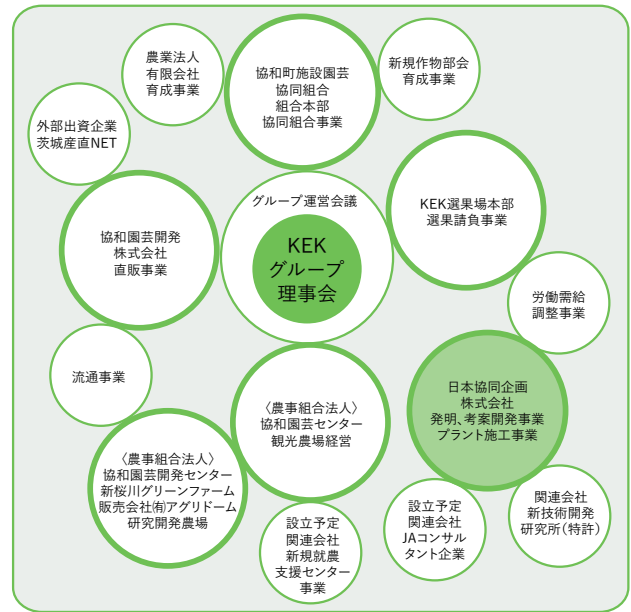 農業法人
有限会社
育成事業
協和町施設園芸
協同組合
組合本部
協同組合事業
新規作物部会
育成事業
外部出資企業
茨城産直NET
グループ運営会議
KEK
グループ
理事会
KEK選果場本部
選果請負事業
協和園芸開発
株式会社
直販事業
労働需給
調整事業
流通事業
日本協同企画
株式会社
発明、考案開発事業
プラント施工事業
〈農事組合法人〉
協和園芸センター
観光農場経営
〈農事組合法人〉
協和園芸開発センター
新桜川グリーンファーム
販売会社㈲アグリドーム
研究開発農場
設立予定
関連会社
新規就農
支援センター
事業
設立予定
関連会社
JAコンサル
タント企業
関連会社
新技術開発
研究所（特許）